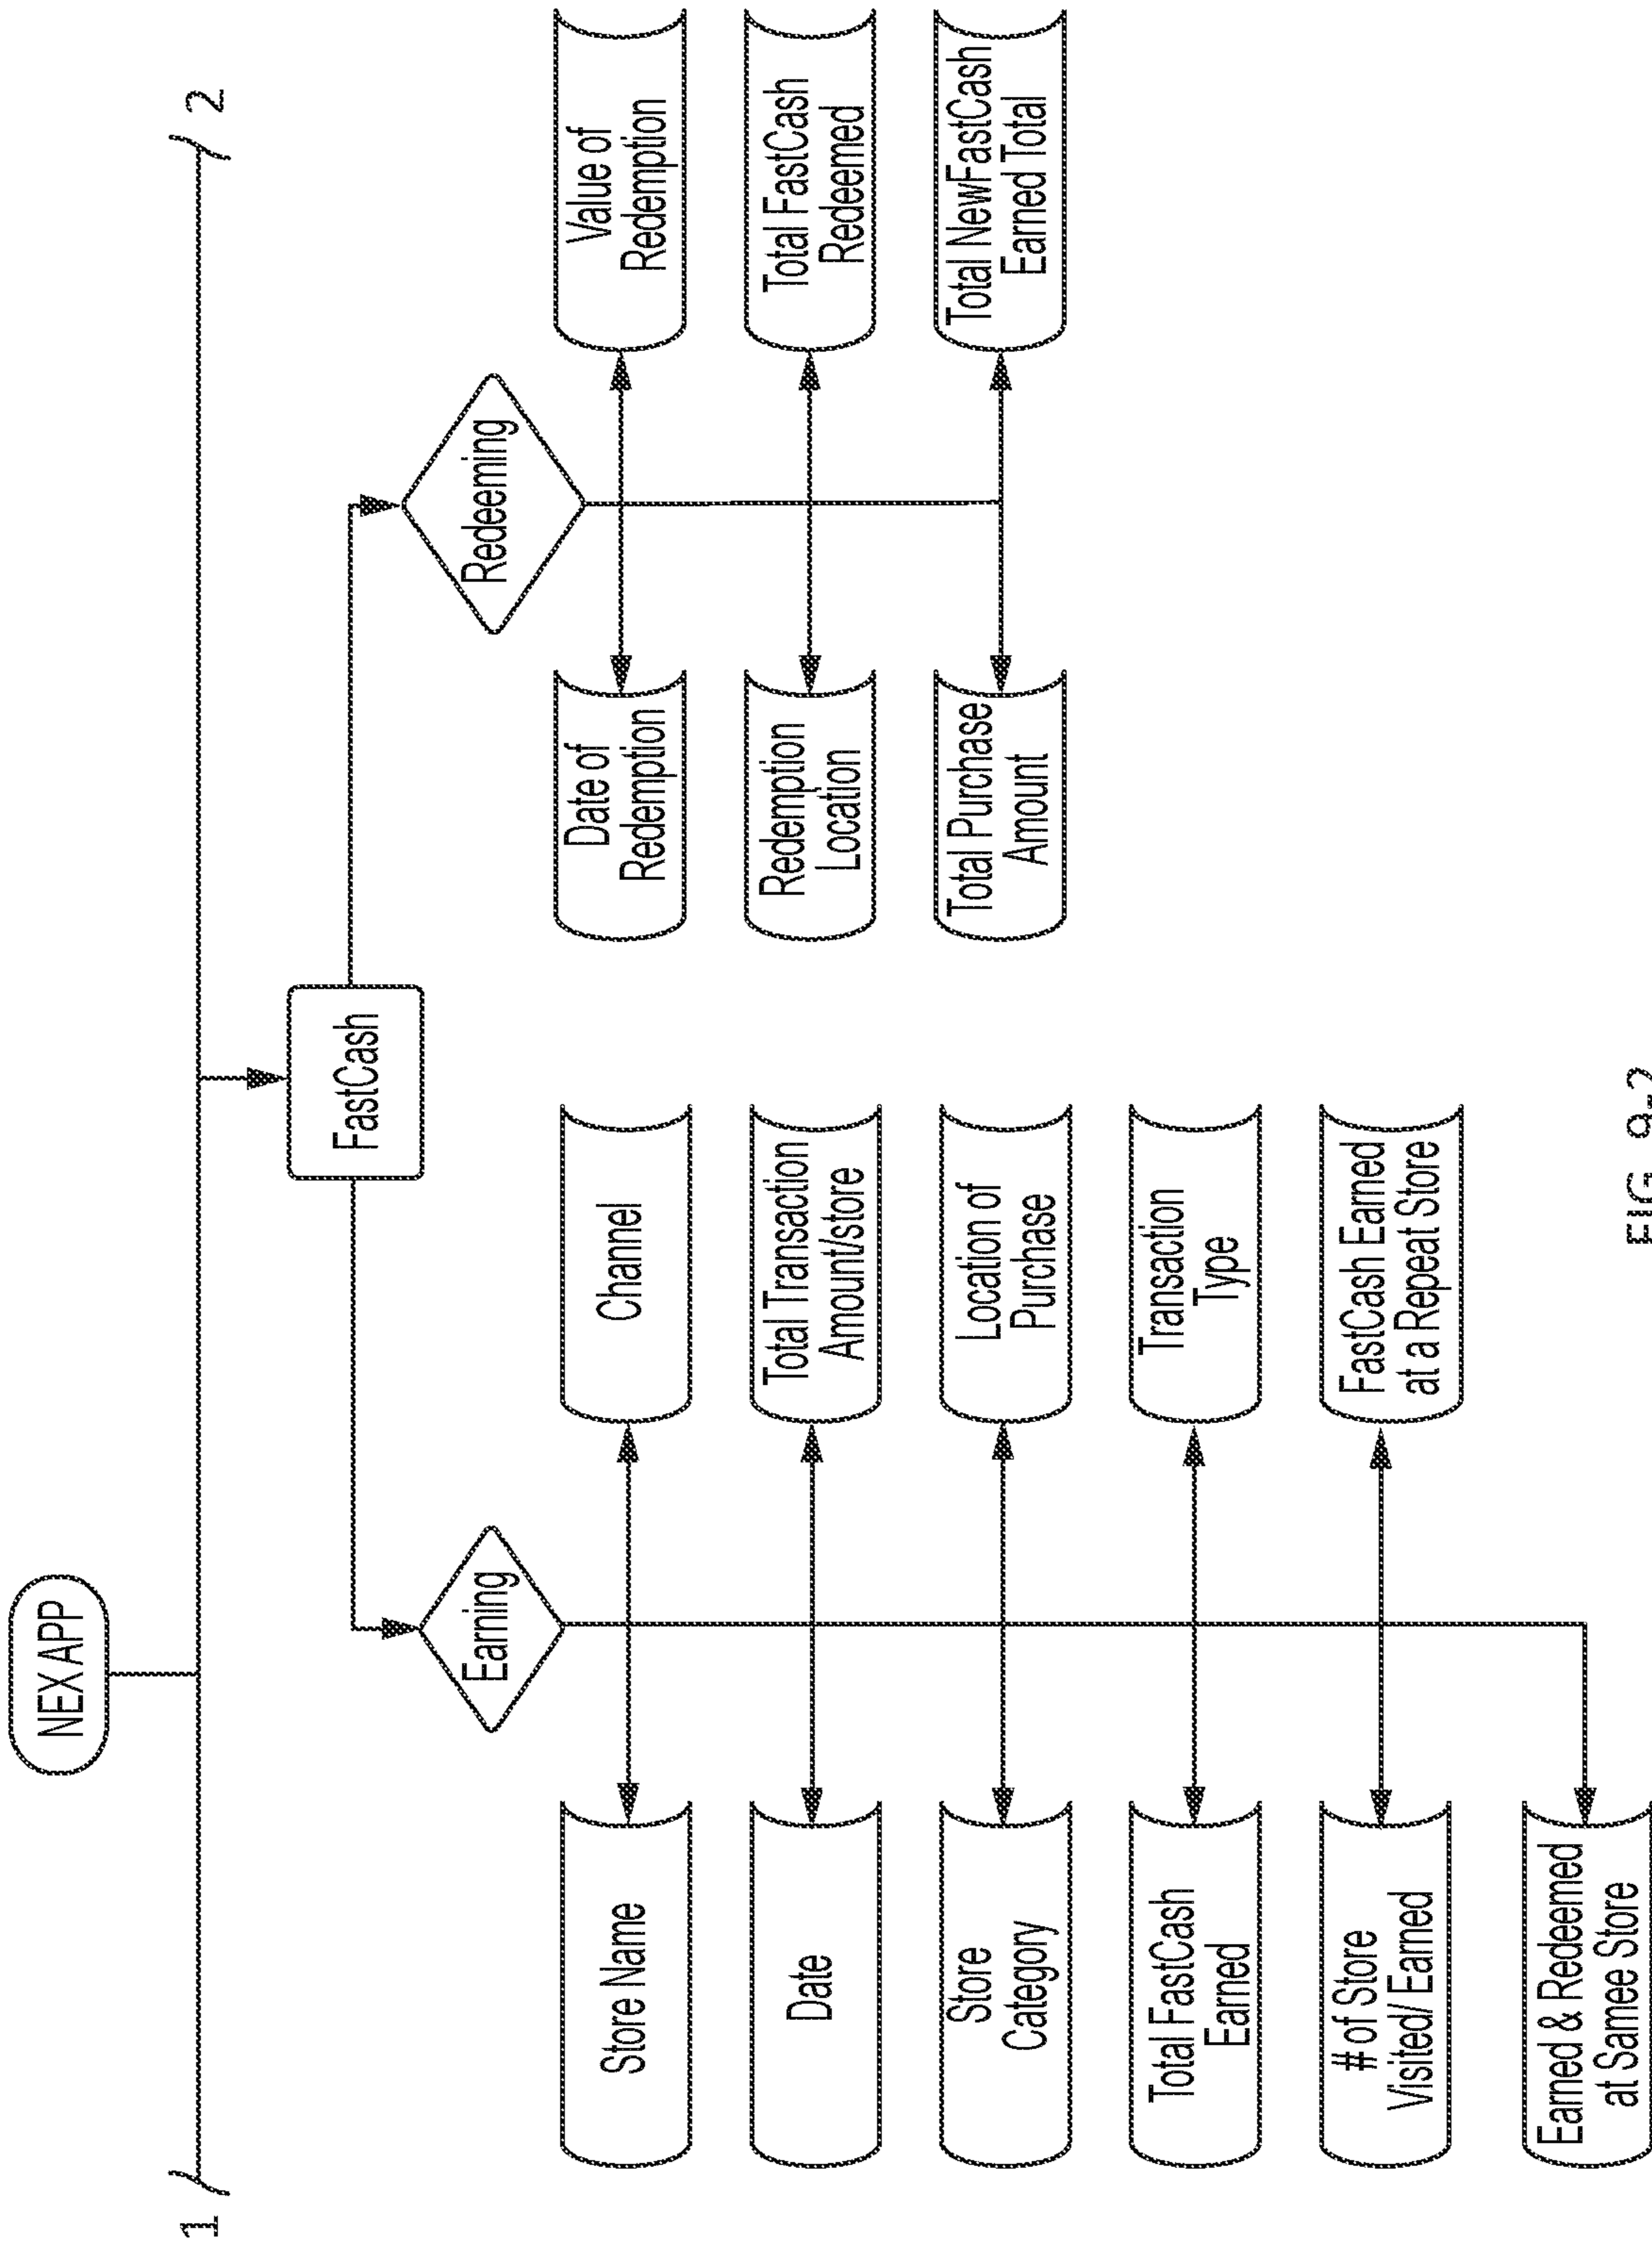 NEX APP
1
2
FastCash
Earning
Redeeming
Store Name
Channel
Date of
Redemption
Value of
Redemption
Date
Total Transaction
Amount/store
Redemption
Location
Total FastCash
Redeemed
Store
Category
Location of
Purchase
Total Purchase
Amount
Total NewFastCash
Earned Total
Total FastCash
Earned
Transaction
Type
# of Store
Visited/ Earned
FastCash Earned
at a Repeat Store
Earned & Redeemed
at Samee Store
FIG. 9-2